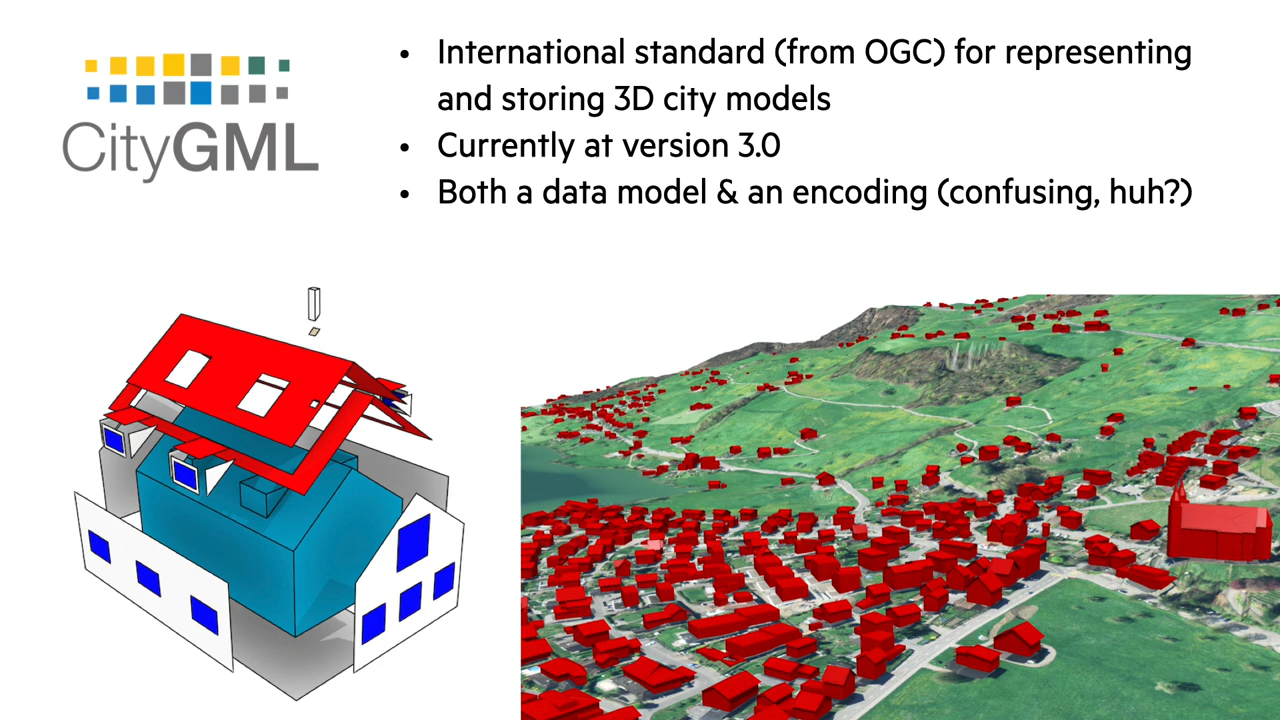 CityGML
• International standard (from OGC) for representing
and storing 3D city models
• Currently at version 3.0
• Both a data model & an encoding (confusing, huh?)